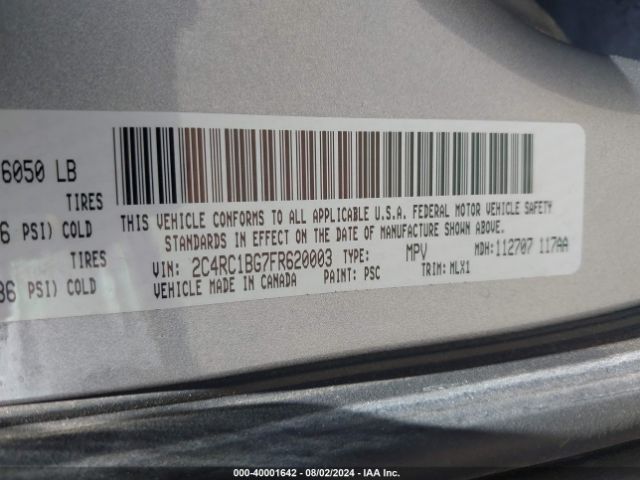 6050 LB
TIRES
6 PSI) COLD
TIRES
36 PSI) COLD
THIS VEHICLE CONFORMS TO ALL APPLICABLE U.S.A. FEDERAL MOTOR VEHICLE SAFETY
STANDARDS IN EFFECT ON THE DATE OF MANUFACTURE SHOWN ABOVE.
VIN: 2C4RC1BG7FR620003 TYPE: MPV MDH:112707 117AA
VEHICLE MADE IN CANADA PAINT: PSC TRIM: MLX1
000-40001642 - 08/02/2024 - IAA Inc.